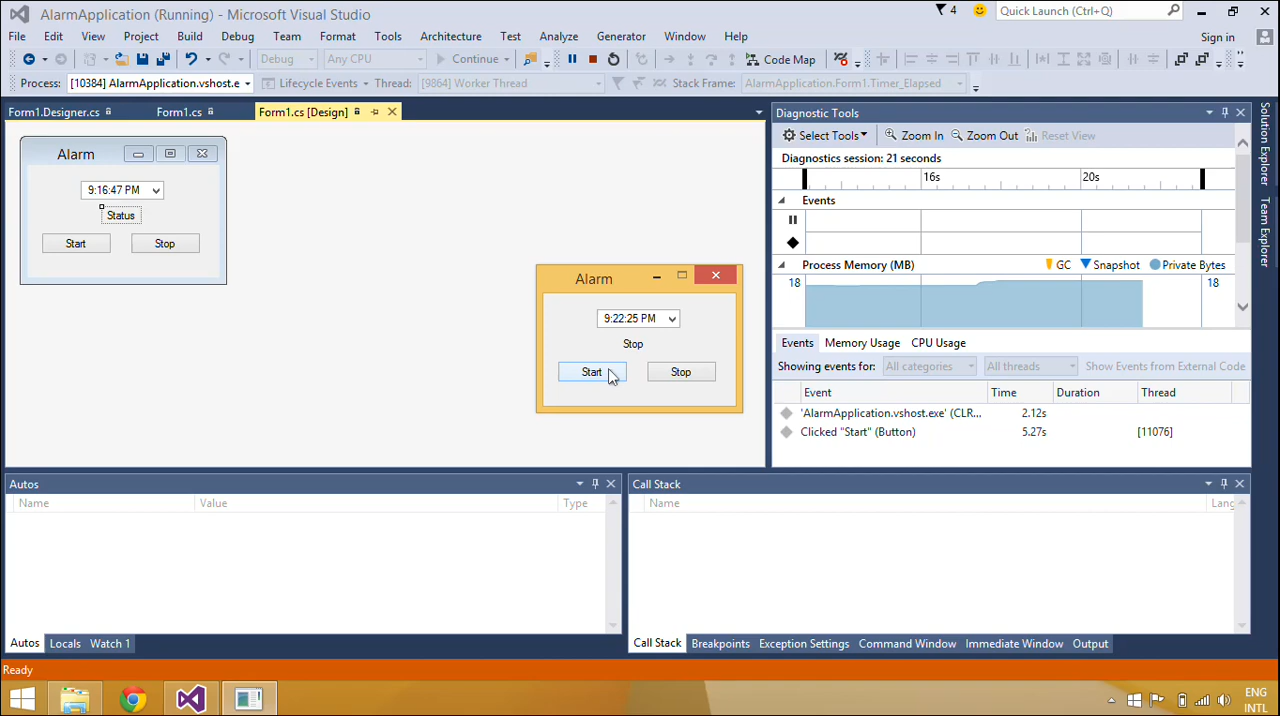 AlarmApplication (Running) - Microsoft Visual Studio
4
Quick Launch (Ctrl+Q)
File Edit View Project Build Debug Team Format Tools Architecture Test Analyze Generator Window Help
Sign in
Debug Any CPU Continue Code Map
Process: [10384] AlarmApplication.vshost.e Lifecycle Events Thread: [9864] Worker Thread Stack Frame: AlarmApplication.Form1.Timer_Elapsed
Form1.Designer.cs Form1.cs Form1.cs [Design]
Alarm
9:16:47 PM
Status
Start Stop
Alarm
9:22:25 PM
Stop
Start Stop
Diagnostic Tools
Select Tools Zoom In Zoom Out Reset View
Diagnostics session: 21 seconds
16s 20s
Events
Process Memory (MB) GC Snapshot Private Bytes
18 18
Events Memory Usage CPU Usage
Showing events for: All categories All threads Show Events from External Code
Event Time Duration Thread
'AlarmApplication.vshost.exe' (CLR... 2.12s
Clicked "Start" (Button) 5.27s [11076]
Solution Explorer
Team Explorer
Autos
Name Value Type
Autos Locals Watch 1
Call Stack
Name Lang
Call Stack Breakpoints Exception Settings Command Window Immediate Window Output
Ready
ENG
INTL